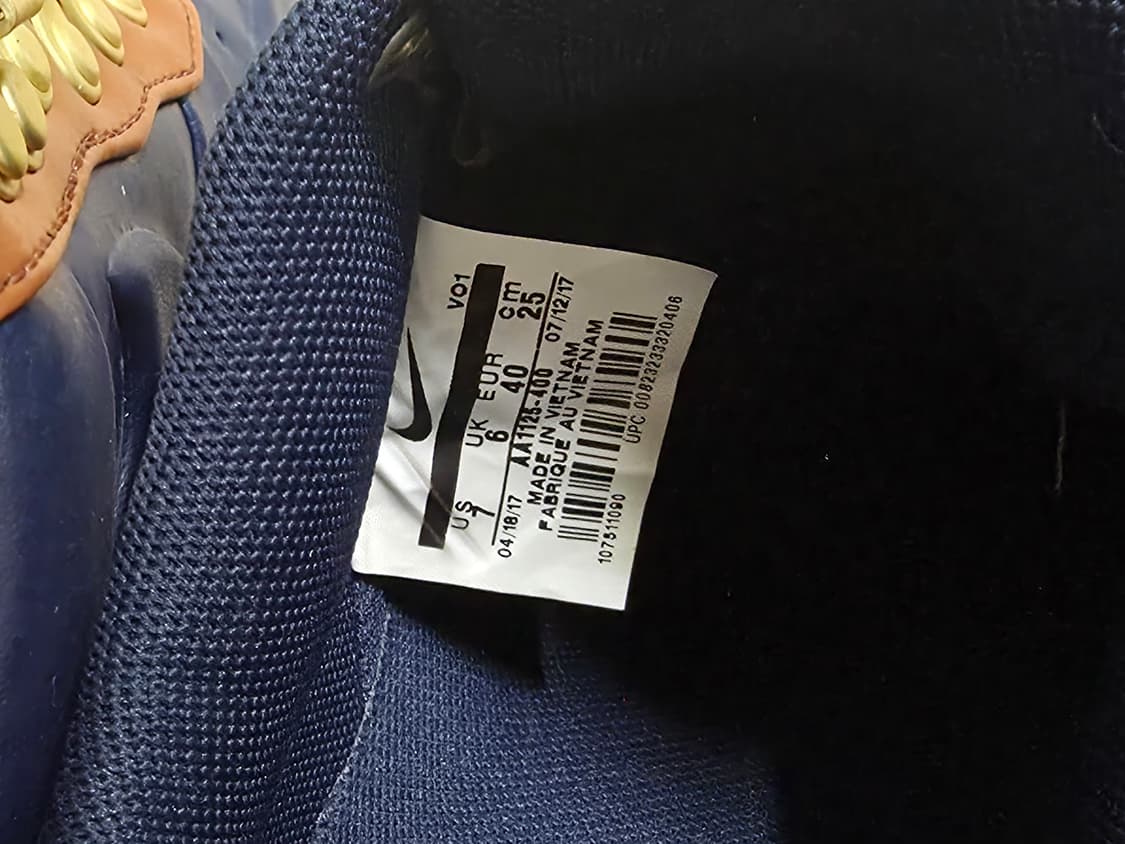 VO1
US UK EUR cm
7 6 40 25
04/18/17 AA1125-400 07/12/17
MADE IN VIETNAM
FABRIQUE AU VIETNAM
107511090 UPC 00823233320406